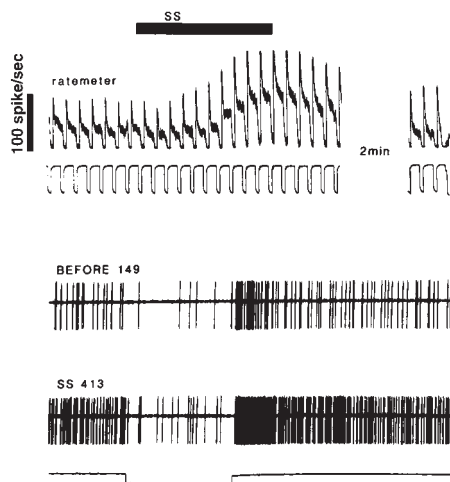 SS
ratemeter
100 spike/sec
2min
BEFORE 149
SS 413